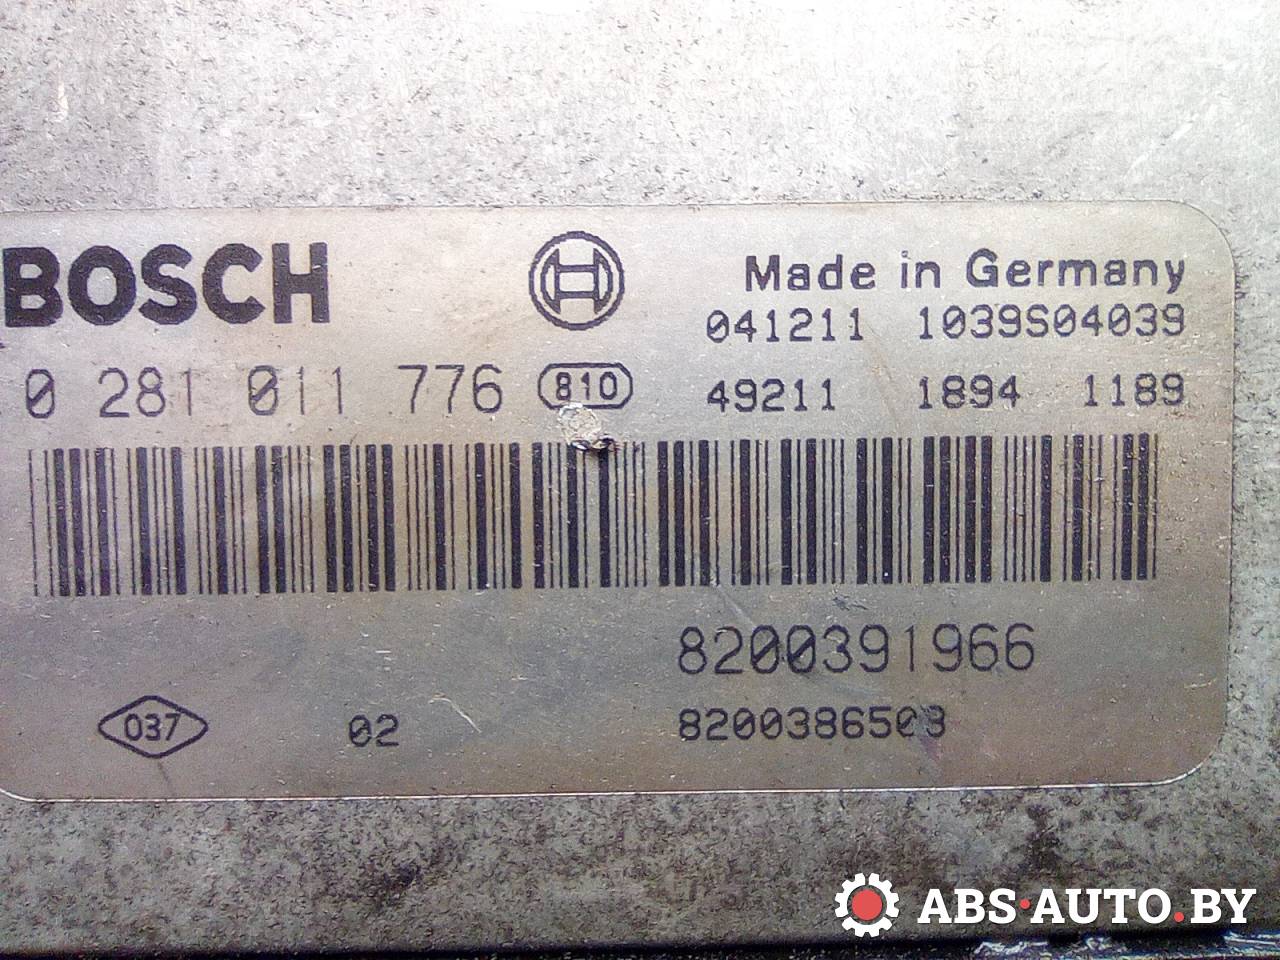 BOSCH
Made in Germany
041211 1039S04039
0 281 011 776 810 49211 1894 1189
8200391966
037 02 8200386503
ABS·AUTO.BY